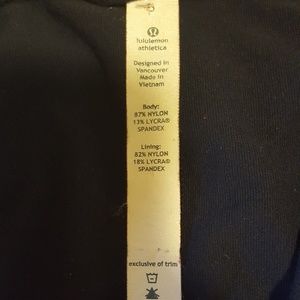 lululemon
athletica
Designed in
Vancouver
Made in
Vietnam
Body:
87% NYLON
13% LYCRA®
SPANDEX
Lining:
82% NYLON
18% LYCRA®
SPANDEX
exclusive of trim